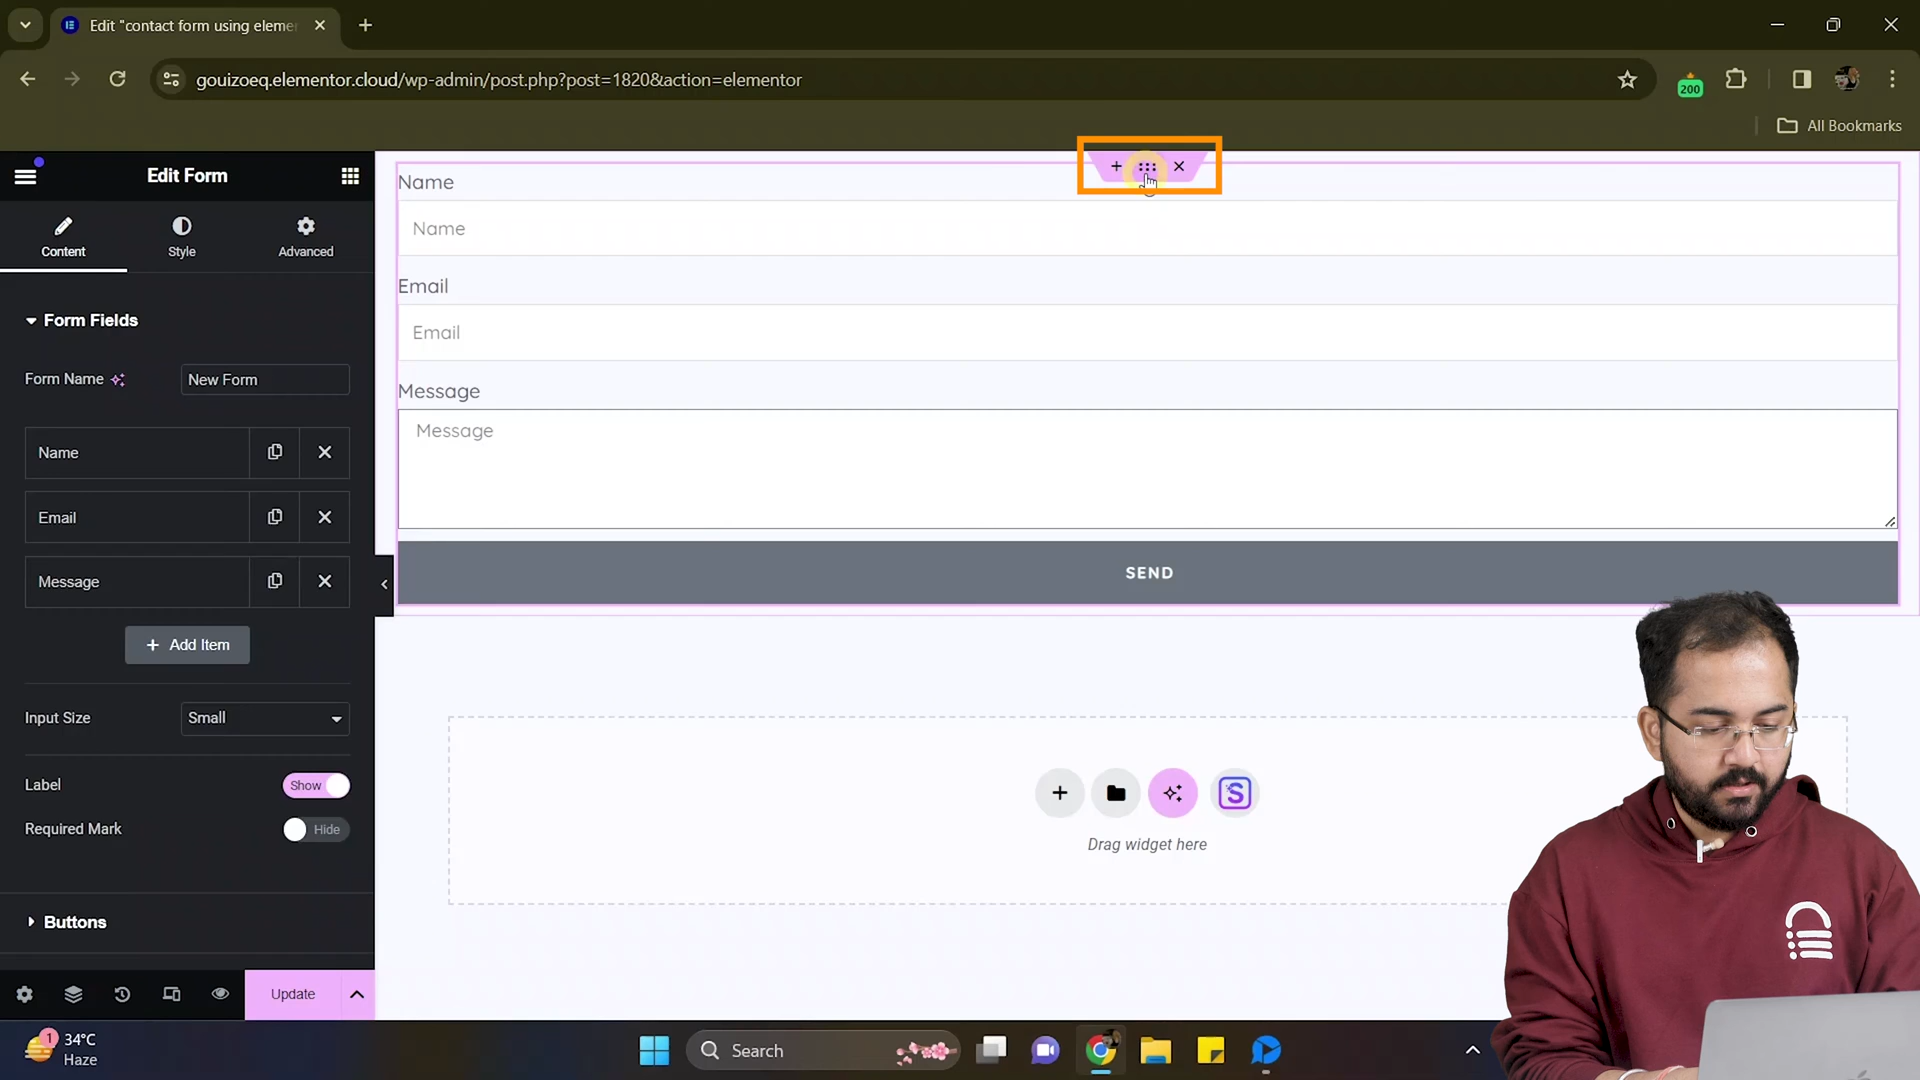 Edit "contact form using eleme
gouizoeq.elementor.cloud/wp-admin/post.php?post=1820&action=elementor
200
All Bookmarks
Edit Form
Content
Style
Advanced
Form Fields
Form Name
New Form
Name
Email
Message
+ Add Item
Input Size
Small
Label
Show
Required Mark
Hide
Buttons
Update
Name
Name
Email
Email
Message
Message
SEND
S
Drag widget here
1
34°C
Haze
Search